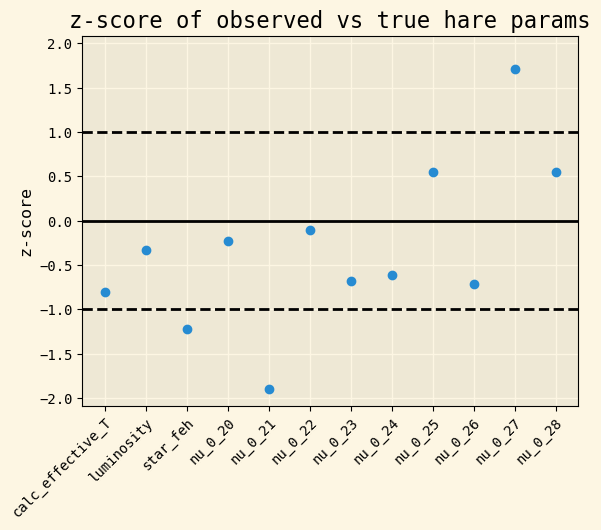 z-score of observed vs true hare params
z-score
2.0
1.5
1.0
0.5
0.0
−0.5
−1.0
−1.5
−2.0
calc_effective_T
luminosity
star_feh
nu_0_20
nu_0_21
nu_0_22
nu_0_23
nu_0_24
nu_0_25
nu_0_26
nu_0_27
nu_0_28